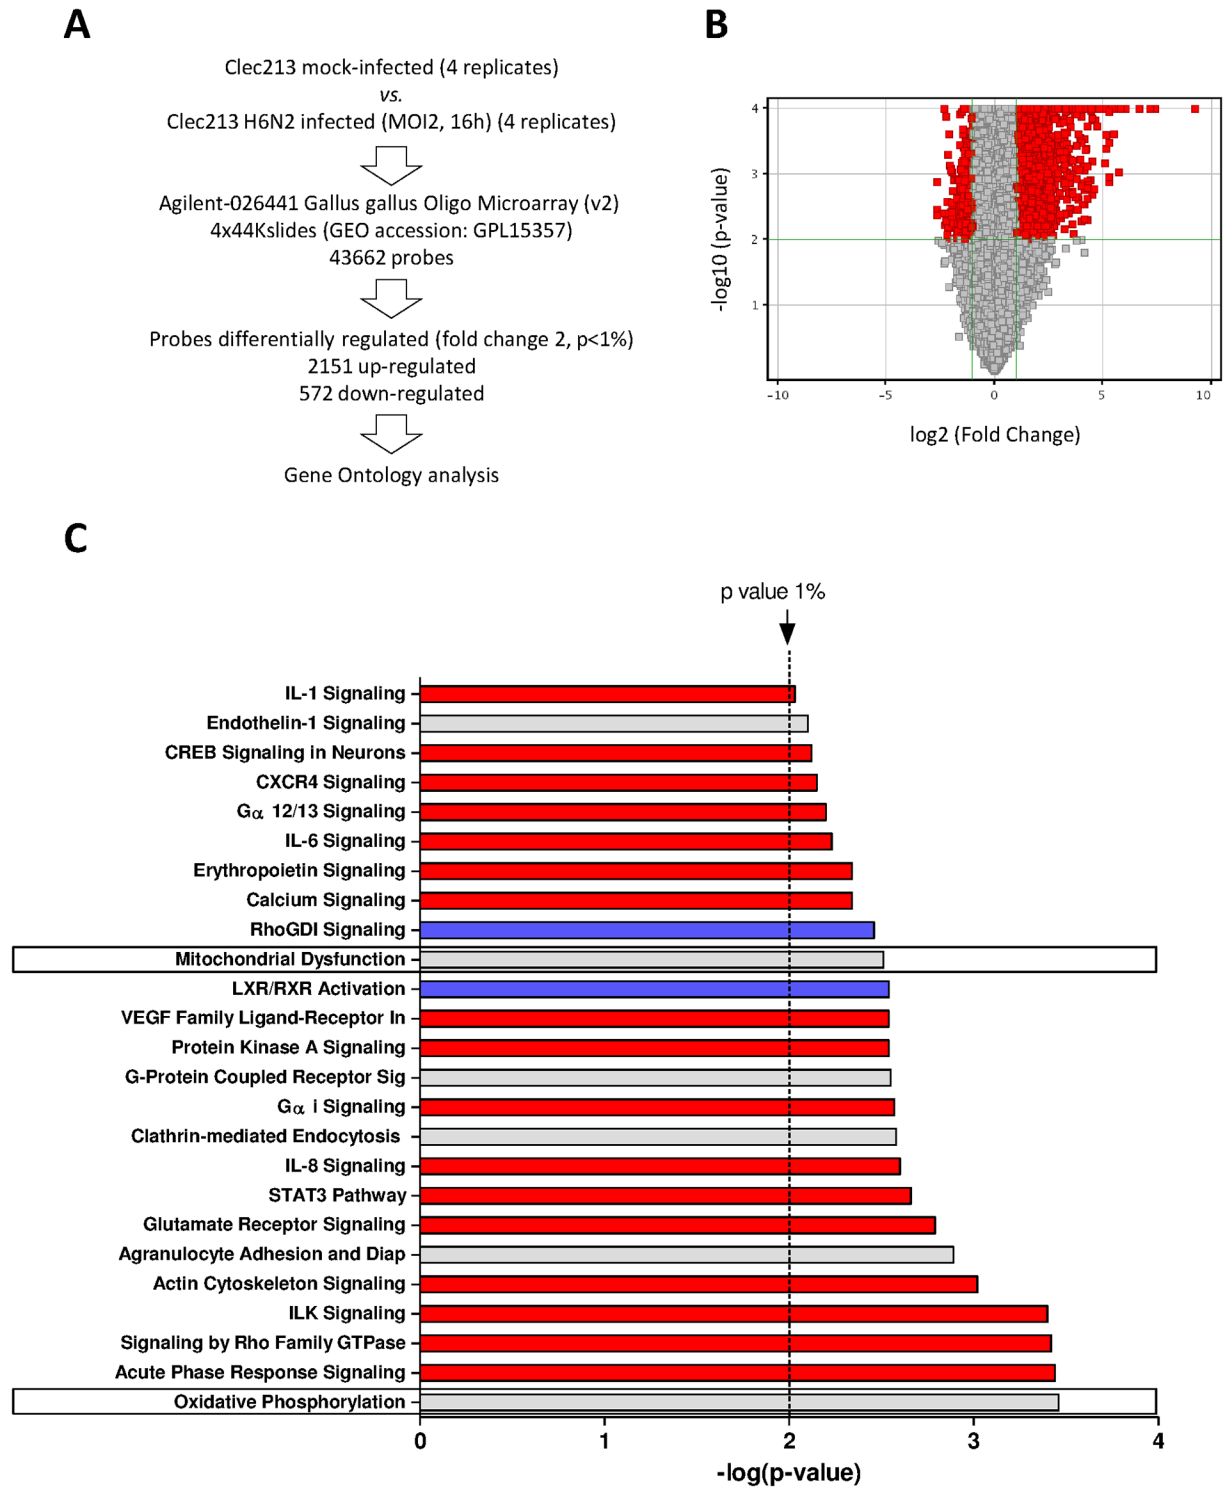 A
Clec213 mock-infected (4 replicates)
vs.
Clec213 H6N2 infected (MOI2, 16h) (4 replicates)
Agilent-026441 Gallus gallus Oligo Microarray (v2)
4x44Kslides (GEO accession: GPL15357)
43662 probes
Probes differentially regulated (fold change 2, p<1%)
2151 up-regulated
572 down-regulated
Gene Ontology analysis
B
-log10 (p-value)
4
3
2
1
-10
-5
0
5
10
log2 (Fold Change)
C
p value 1%
IL-1 Signaling
Endothelin-1 Signaling
CREB Signaling in Neurons
CXCR4 Signaling
Gα 12/13 Signaling
IL-6 Signaling
Erythropoietin Signaling
Calcium Signaling
RhoGDI Signaling
Mitochondrial Dysfunction
LXR/RXR Activation
VEGF Family Ligand-Receptor In
Protein Kinase A Signaling
G-Protein Coupled Receptor Sig
Gα i Signaling
Clathrin-mediated Endocytosis
IL-8 Signaling
STAT3 Pathway
Glutamate Receptor Signaling
Agranulocyte Adhesion and Diap
Actin Cytoskeleton Signaling
ILK Signaling
Signaling by Rho Family GTPase
Acute Phase Response Signaling
Oxidative Phosphorylation
0
1
2
3
4
-log(p-value)